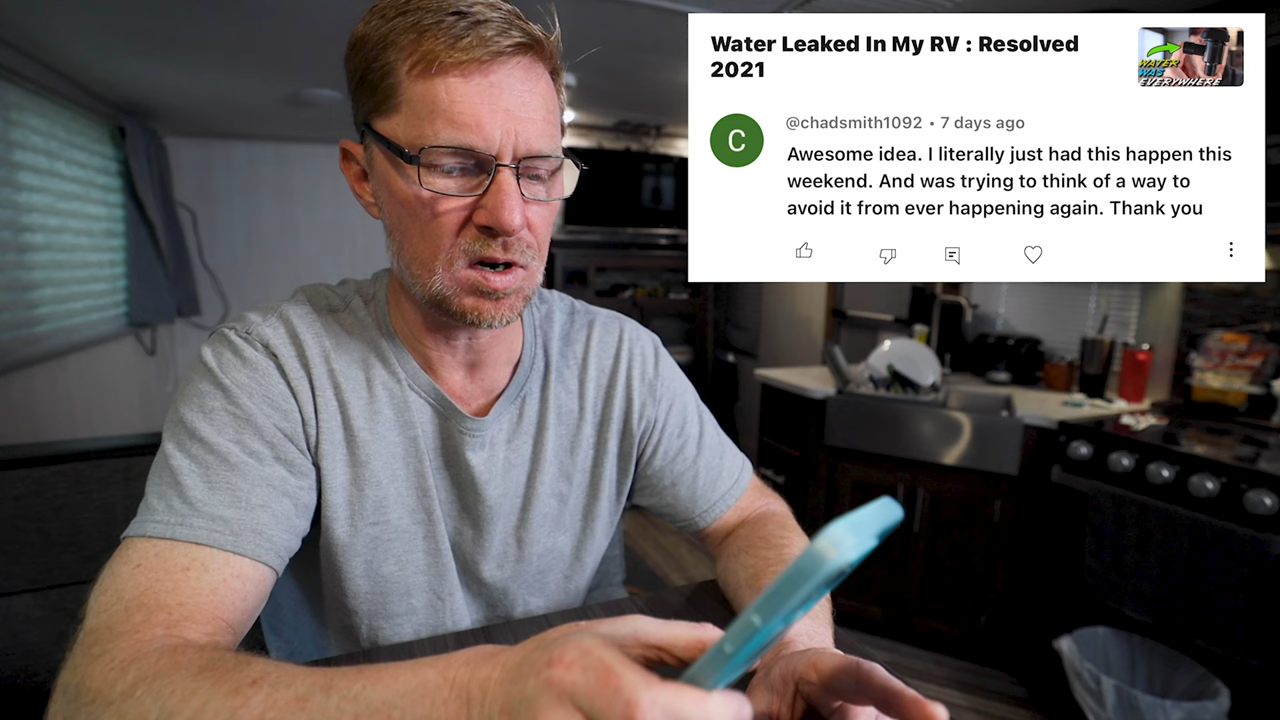 Water Leaked In My RV : Resolved
2021
WATER
WAS
EVERYWHERE
C
@chadsmith1092 • 7 days ago
Awesome idea. I literally just had this happen this
weekend. And was trying to think of a way to
avoid it from ever happening again. Thank you